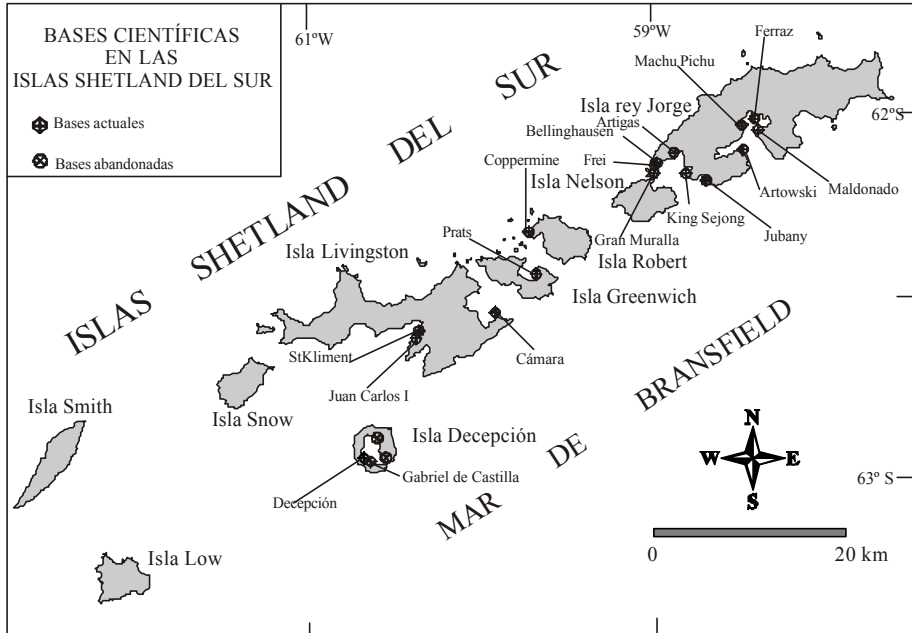 BASES CIENTÍFICAS
EN LAS
ISLAS SHETLAND DEL SUR
Bases actuales
Bases abandonadas
61ºW
59ºW
Ferraz
Machu Pichu
62ºS
Isla rey Jorge
Artigas
Bellinghausen
Frei
Coppermine
Isla Nelson
Maldonado
Artowski
King Sejong
Jubany
Gran Muralla
Isla Robert
Prats
Isla Livingston
Isla Greenwich
ISLAS SHETLAND DEL SUR
StKliment
Cámara
Juan Carlos I
Isla Smith
Isla Snow
Isla Decepción
Gabriel de Castilla
Decepción
MAR DE BRANSFIELD
N
W E
S
63º S
0 20 km
Isla Low